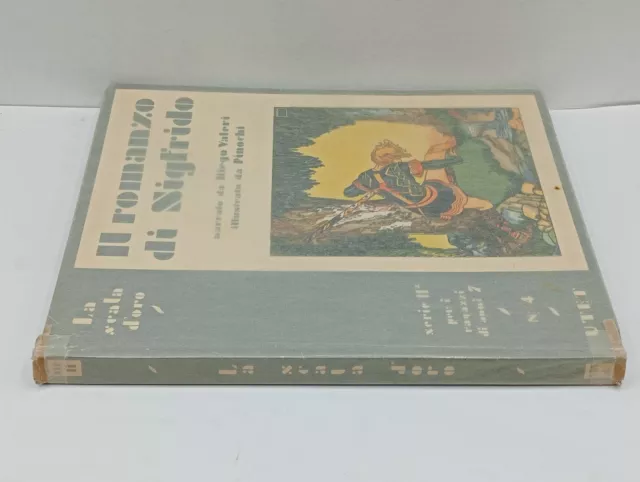 Il romanzo
di Sigfrido
narrato da Diego Valeri
illustrato da Pinochi
La
scala
d'oro
serie IIa
per i
ragazzi
di anni 7
N. 4
UTET
II
La scala d'oro